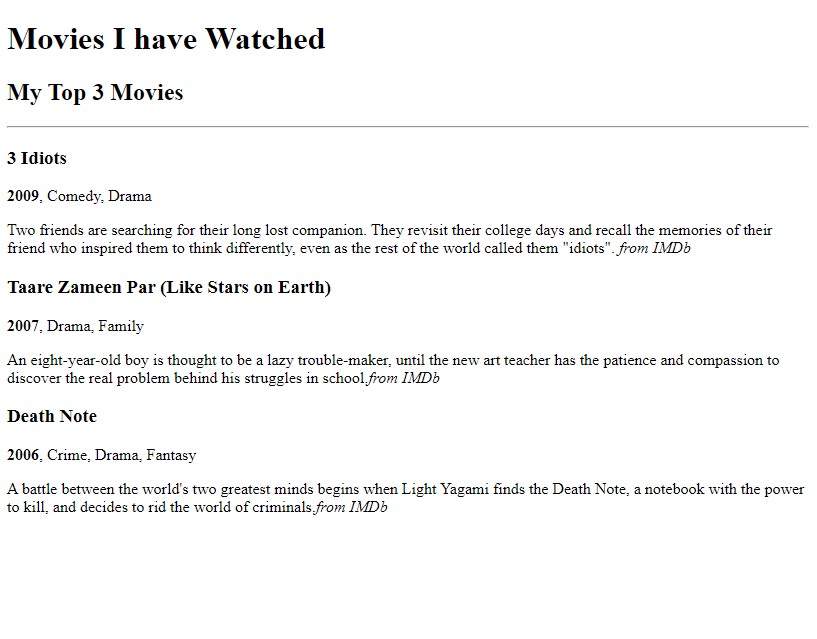 Movies I have Watched
My Top 3 Movies
3 Idiots
2009, Comedy, Drama
Two friends are searching for their long lost companion. They revisit their college days and recall the memories of their
friend who inspired them to think differently, even as the rest of the world called them "idiots". from IMDb
Taare Zameen Par (Like Stars on Earth)
2007, Drama, Family
An eight-year-old boy is thought to be a lazy trouble-maker, until the new art teacher has the patience and compassion to
discover the real problem behind his struggles in school.from IMDb
Death Note
2006, Crime, Drama, Fantasy
A battle between the world's two greatest minds begins when Light Yagami finds the Death Note, a notebook with the power
to kill, and decides to rid the world of criminals.from IMDb